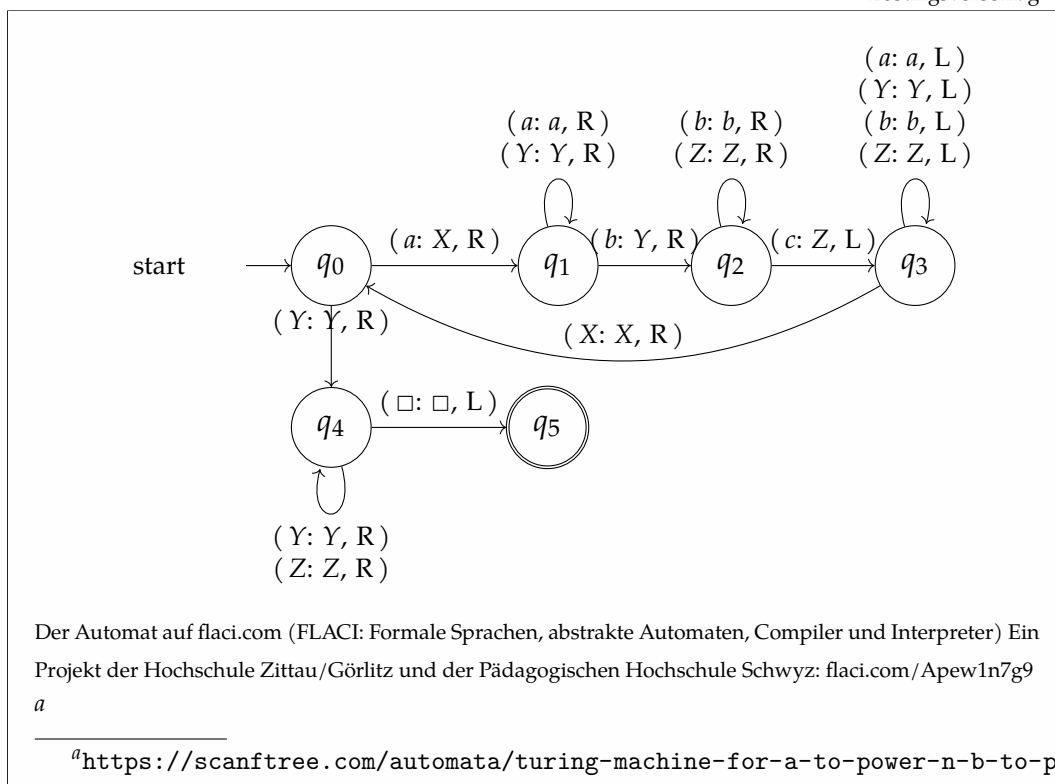 ( a: a, L)
( Y: Y, L)
( a: a, R) ( b: b, R) ( b: b, L)
( Y: Y, R) ( Z: Z, R) ( Z: Z, L)
start q0 ( a: X, R) q1 ( b: Y, R) q2 ( c: Z, L) q3
( Y: Y, R) ( X: X, R)
q4 ( □: □, L) q5
( Y: Y, R)
( Z: Z, R)
Der Automat auf flaci.com (FLACI: Formale Sprachen, abstrakte Automaten, Compiler und Interpreter) Ein
Projekt der Hochschule Zittau/Görlitz und der Pädagogischen Hochschule Schwyz: flaci.com/Apew1n7g9
a
a https://scanftree.com/automata/turing-machine-for-a-to-power-n-b-to-p